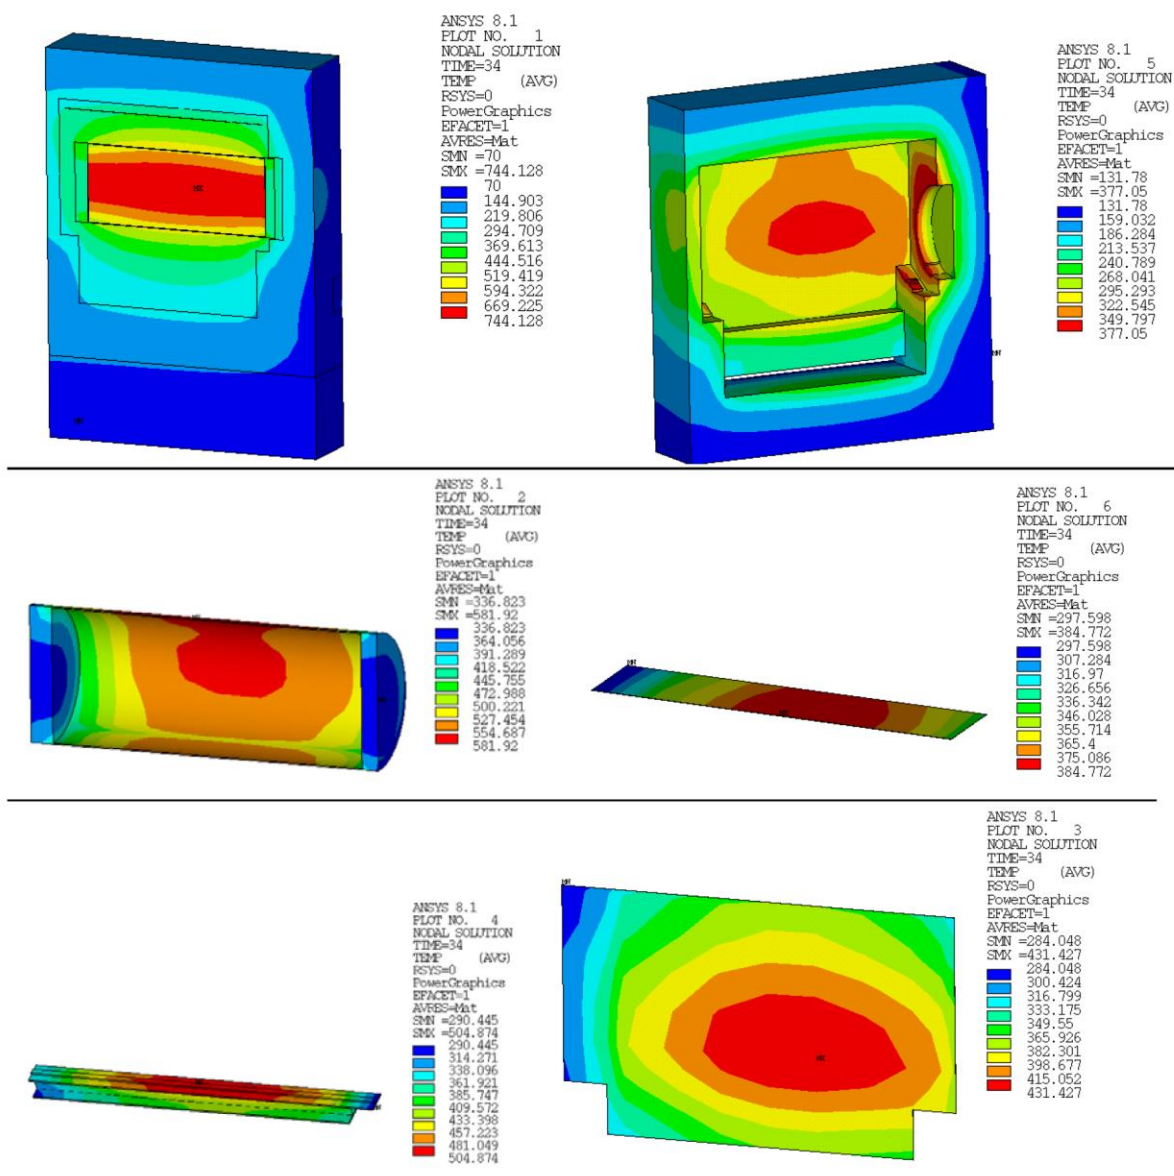 ANSYS 8.1
PLOT NO. 1
NODAL SOLUTION
TIME=34
TEMP (AVG)
RSYS=0
PowerGraphics
EFACET=1
AVRES=Mat
SMN =70
SMX =744.128
70
144.903
219.806
294.709
369.613
444.516
519.419
594.322
669.225
744.128
MX
MN
ANSYS 8.1
PLOT NO. 5
NODAL SOLUTION
TIME=34
TEMP (AVG)
RSYS=0
PowerGraphics
EFACET=1
AVRES=Mat
SMN =131.78
SMX =377.05
131.78
159.032
186.284
213.537
240.789
268.041
295.293
322.545
349.797
377.05
MN
ANSYS 8.1
PLOT NO. 2
NODAL SOLUTION
TIME=34
TEMP (AVG)
RSYS=0
PowerGraphics
EFACET=1
AVRES=Mat
SMN =336.823
SMX =581.92
336.823
364.056
391.289
418.522
445.755
472.988
500.221
527.454
554.687
581.92
ANSYS 8.1
PLOT NO. 6
NODAL SOLUTION
TIME=34
TEMP (AVG)
RSYS=0
PowerGraphics
EFACET=1
AVRES=Mat
SMN =297.598
SMX =384.772
297.598
307.284
316.97
326.656
336.342
346.028
355.714
365.4
375.086
384.772
MN
MX
ANSYS 8.1
PLOT NO. 4
NODAL SOLUTION
TIME=34
TEMP (AVG)
RSYS=0
PowerGraphics
EFACET=1
AVRES=Mat
SMN =290.445
SMX =504.874
290.445
314.271
338.096
361.921
385.747
409.572
433.398
457.223
481.049
504.874
MX
MN
ANSYS 8.1
PLOT NO. 3
NODAL SOLUTION
TIME=34
TEMP (AVG)
RSYS=0
PowerGraphics
EFACET=1
AVRES=Mat
SMN =284.048
SMX =431.427
284.048
300.424
316.799
333.175
349.55
365.926
382.301
398.677
415.052
431.427
MN
MX